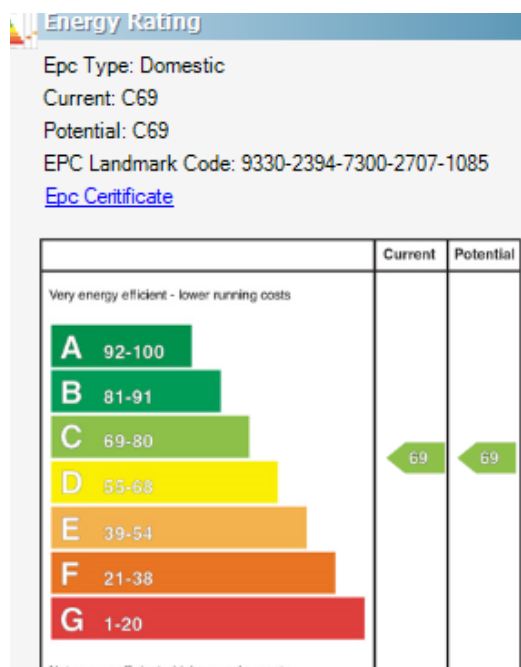 Energy Rating
Epc Type: Domestic
Current: C69
Potential: C69
EPC Landmark Code: 9330-2394-7300-2707-1085
Epc Ceritificate
Current Potential
Very energy efficient - lower running costs
A 92-100
B 81-91
C 69-80
69 69
D 55-68
E 39-54
F 21-38
G 1-20